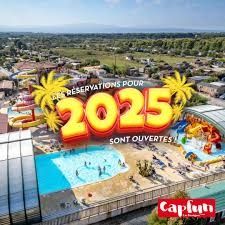 LES RÉSERVATIONS POUR
2025
SONT OUVERTES !
Capfun